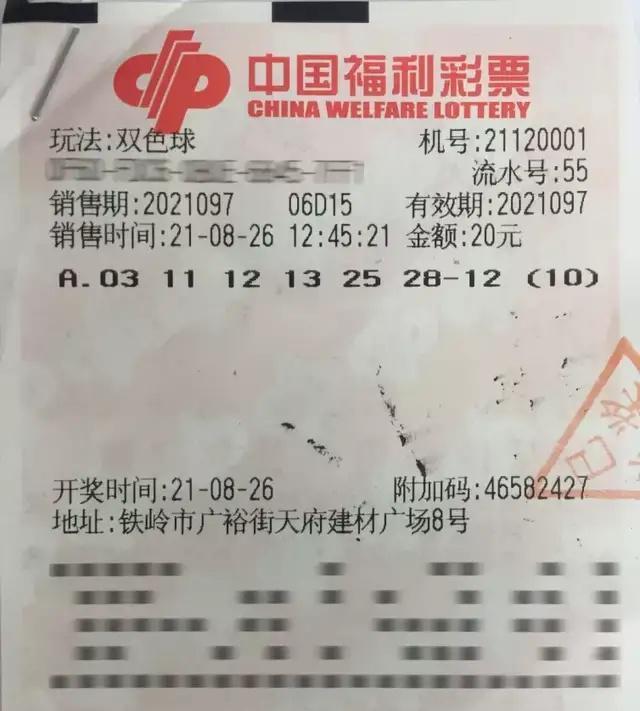 中国福利彩票
CHINA WELFARE LOTTERY
玩法:双色球 机号:21120001
流水号:55
销售期:2021097 06D15 有效期:2021097
销售时间:21-08-26 12:45:21 金额:20元
A.03 11 12 13 25 28-12 (10)
开奖时间:21-08-26 附加码:46582427
地址:铁岭市广裕街天府建材广场8号